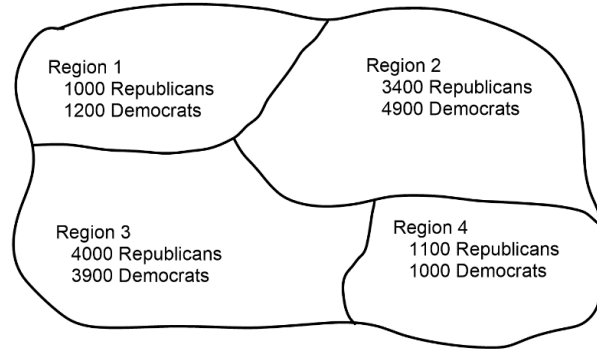 Region 1
1000 Republicans
1200 Democrats
Region 2
3400 Republicans
4900 Democrats
Region 3
4000 Republicans
3900 Democrats
Region 4
1100 Republicans
1000 Democrats